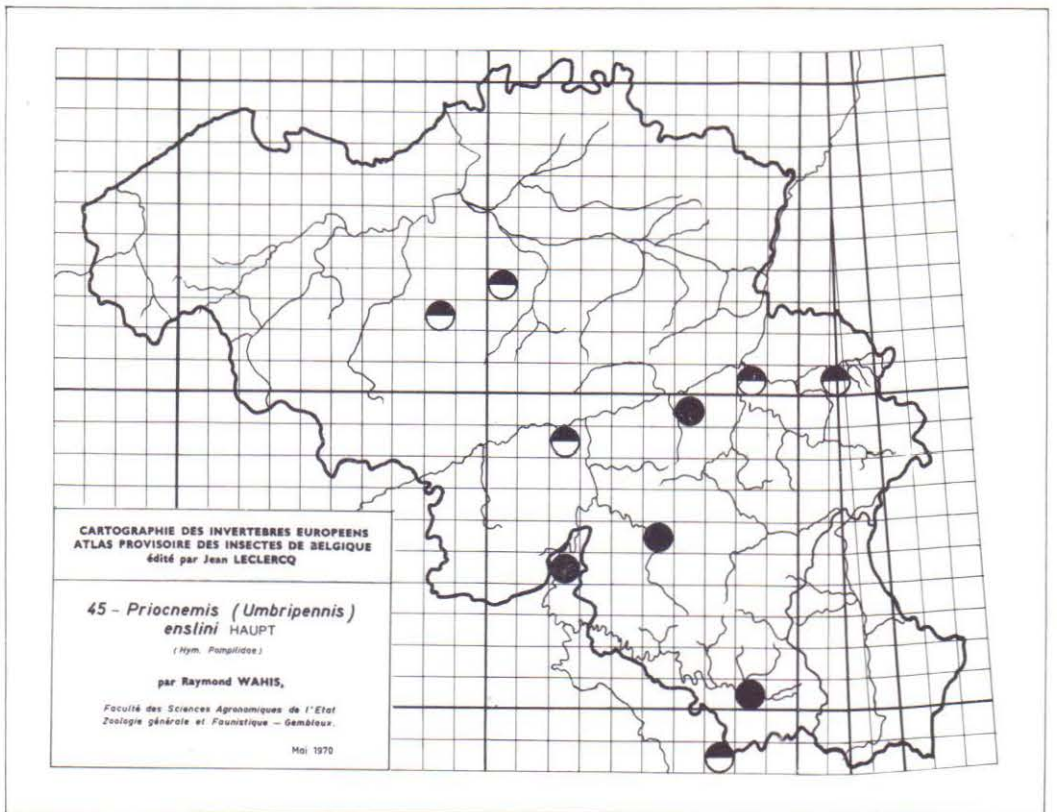 CARTOGRAPHIE DES INVERTEBRES EUROPEENS
ATLAS PROVISOIRE DES INSECTES DE BELGIQUE
édité par Jean LECLERCQ
45 - Priocnemis (Umbripennis)
enslini HAUPT
(Hym. Pompilidae)
par Raymond WAHIS,
Faculté des Sciences Agronomiques de l'Etat
Zoologie générale et Faunistique - Gembloux.
Mai 1970